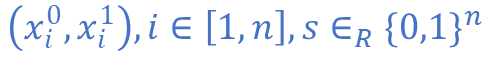 (x_i^0, x_i^1), i ∈ [1, n], s ∈_R {0,1}^n